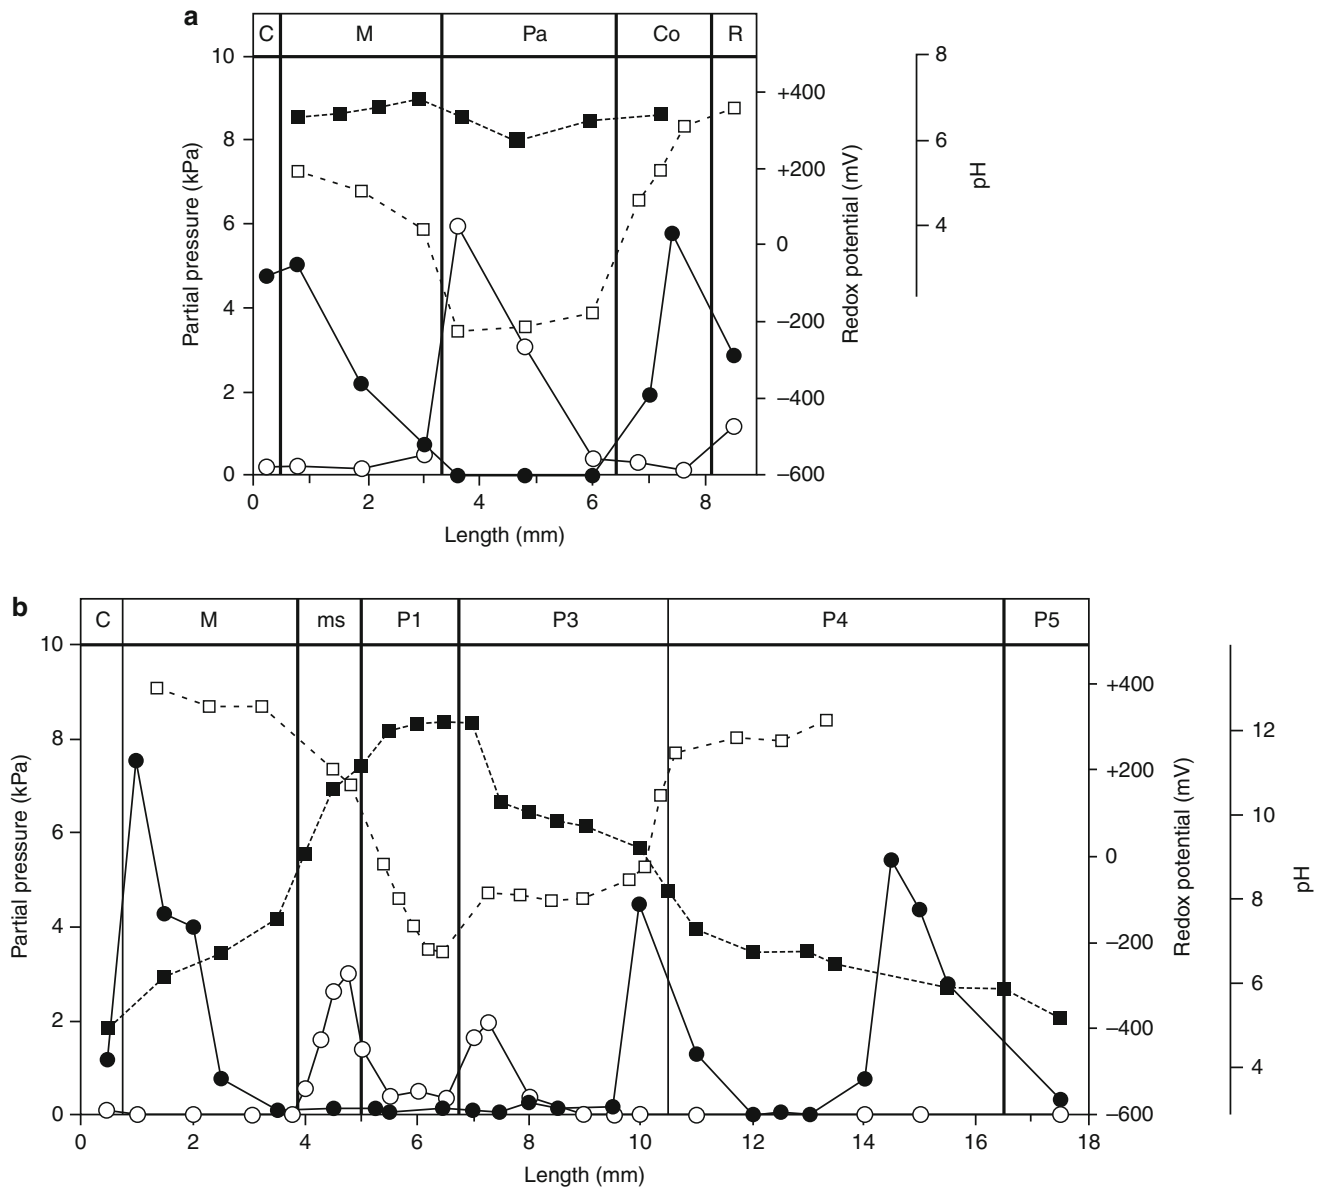 a
C M Pa Co R
10
8
6
4
2
0
Partial pressure (kPa)
+400
+200
0
–200
–400
–600
Redox potential (mV)
8
6
4
pH
0 2 4 6 8
Length (mm)
b
C M ms P1 P3 P4 P5
10
8
6
4
2
0
Partial pressure (kPa)
+400
+200
0
–200
–400
–600
Redox potential (mV)
12
10
8
6
4
pH
0 2 4 6 8 10 12 14 16 18
Length (mm)